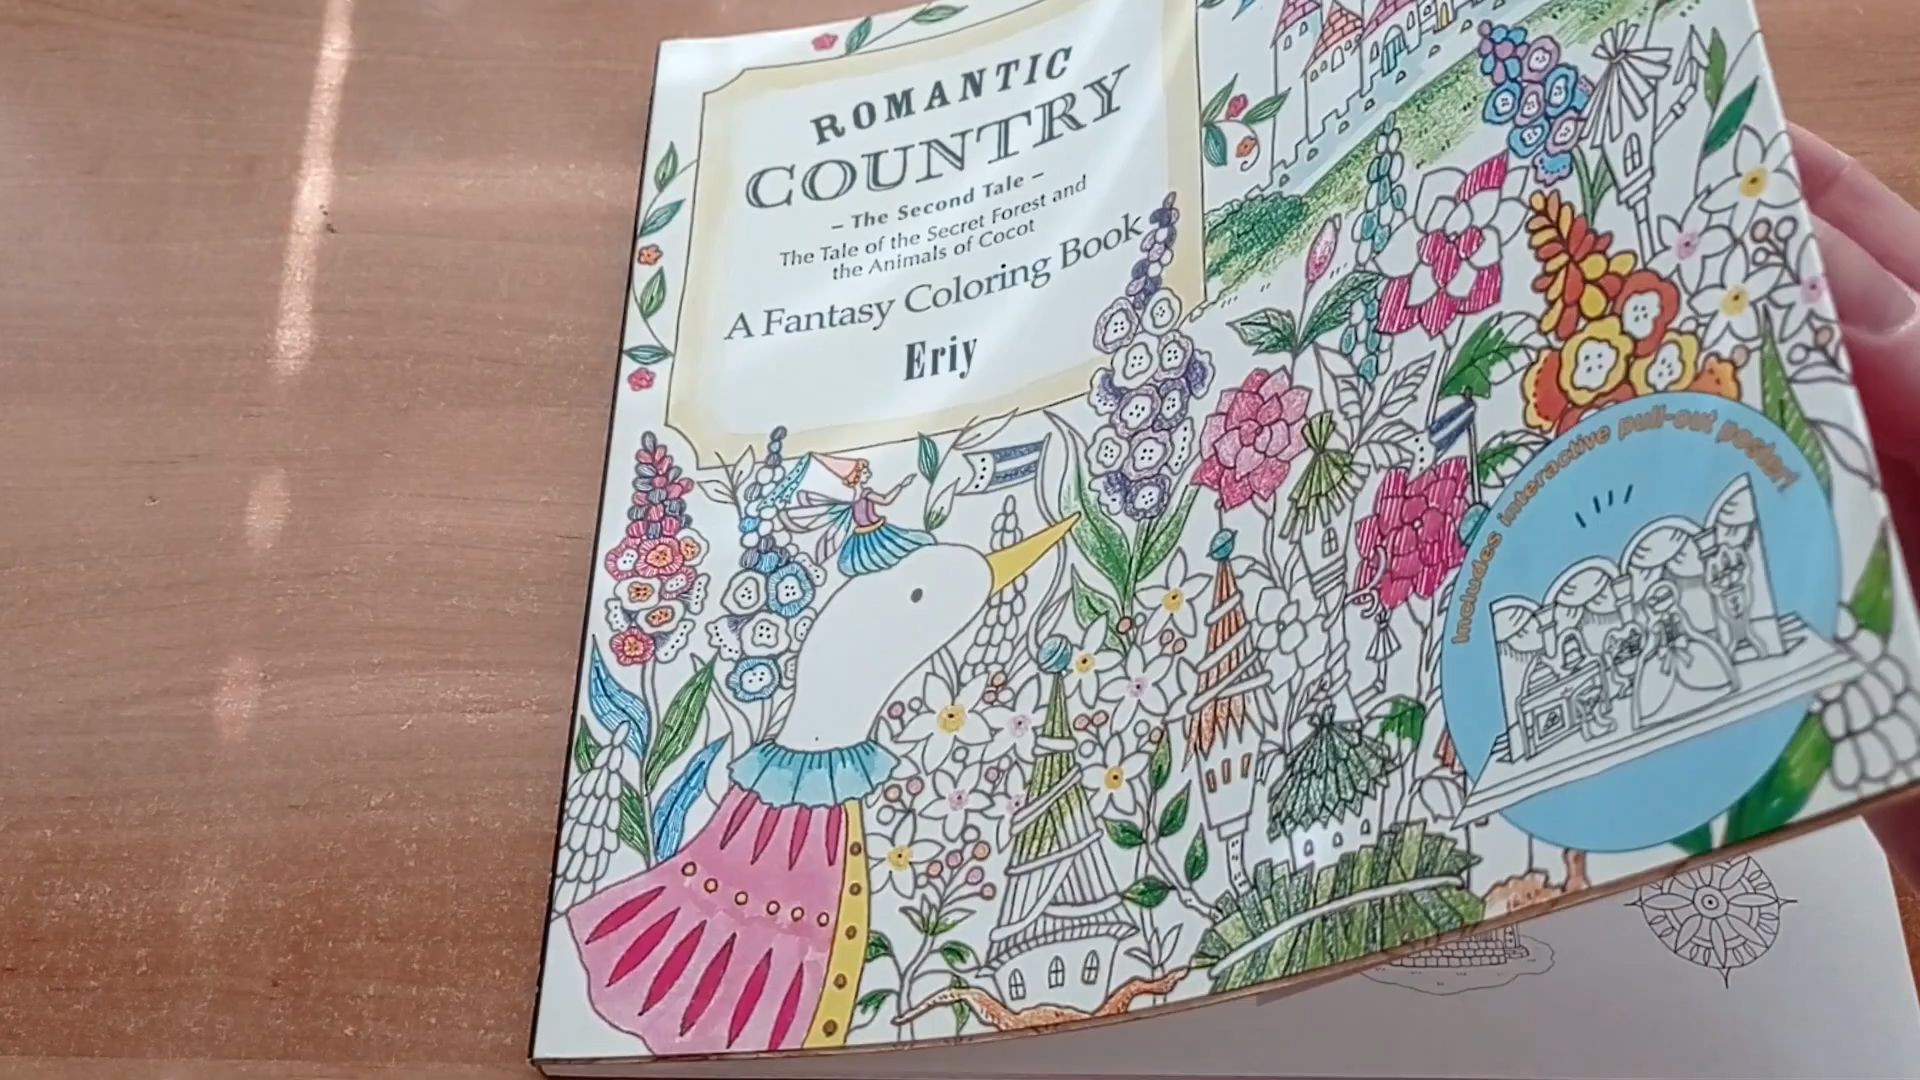 ROMANTIC
COUNTRY
– The Second Tale –
The Tale of the Secret Forest and
the Animals of Cocot
A Fantasy Coloring Book
Eriy
Includes interactive pull-out poster!